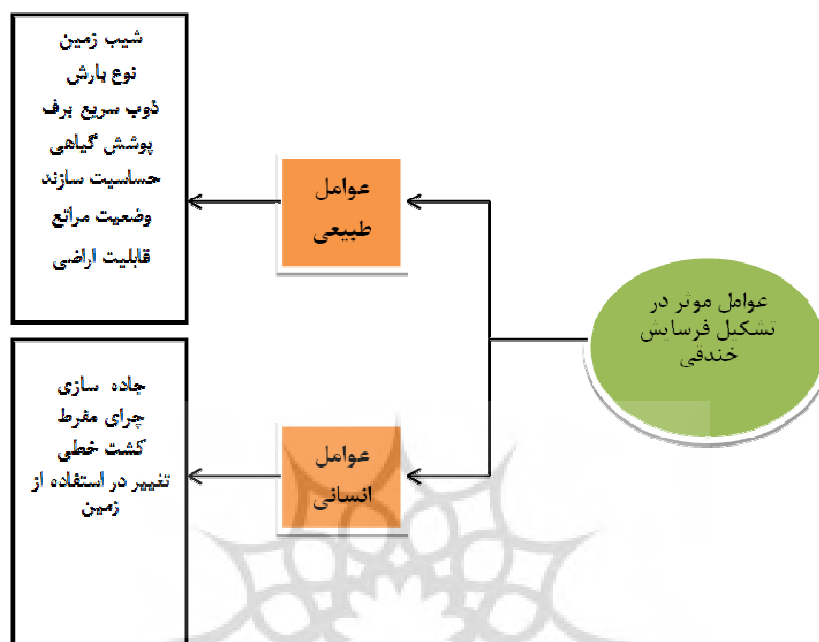 عوامل موثر در
تشکیل فرسایش
خندقی
عوامل
طبیعی
شیب زمین
نوع بارش
ذوب سریع برف
پوشش گیاهی
حساسیت سازند
وضعیت مراتع
قابلیت اراضی
عوامل
انسانی
جاده سازی
چرای مفرط
کشت خطی
تغییر در استفاده از
زمین